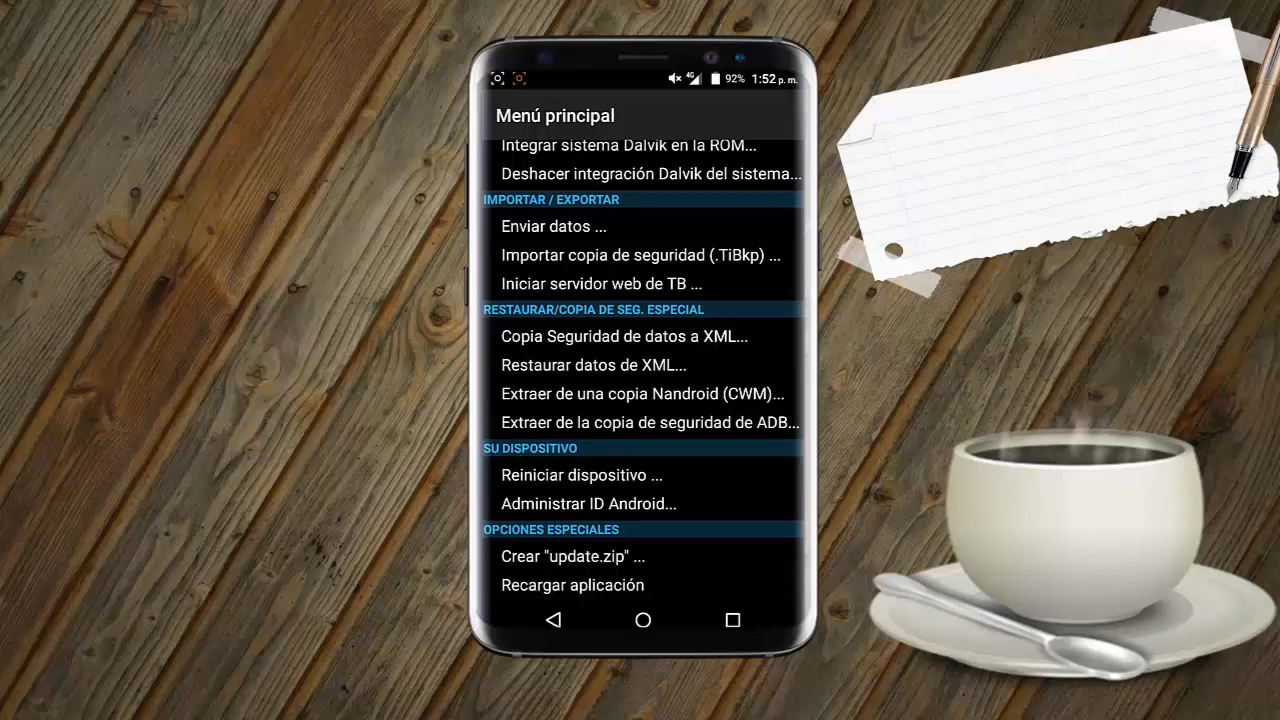 4G 92% 1:52 p. m.
Menú principal
Integrar sistema Dalvik en la ROM...
Deshacer integración Dalvik del sistema...
IMPORTAR / EXPORTAR
Enviar datos ...
Importar copia de seguridad (.TiBkp) ...
Iniciar servidor web de TB ...
RESTAURAR/COPIA DE SEG. ESPECIAL
Copia Seguridad de datos a XML...
Restaurar datos de XML...
Extraer de una copia Nandroid (CWM)...
Extraer de la copia de seguridad de ADB...
SU DISPOSITIVO
Reiniciar dispositivo ...
Administrar ID Android...
OPCIONES ESPECIALES
Crear "update.zip" ...
Recargar aplicación